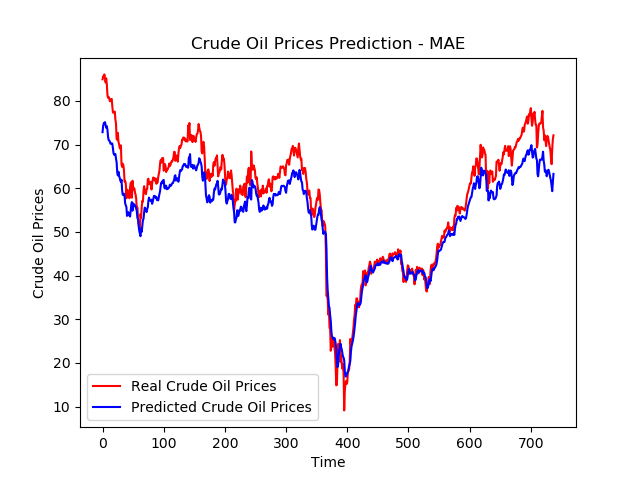 Crude Oil Prices Prediction - MAE
Crude Oil Prices
80
70
60
50
40
30
20
10
Real Crude Oil Prices
Predicted Crude Oil Prices
0 100 200 300 400 500 600 700
Time